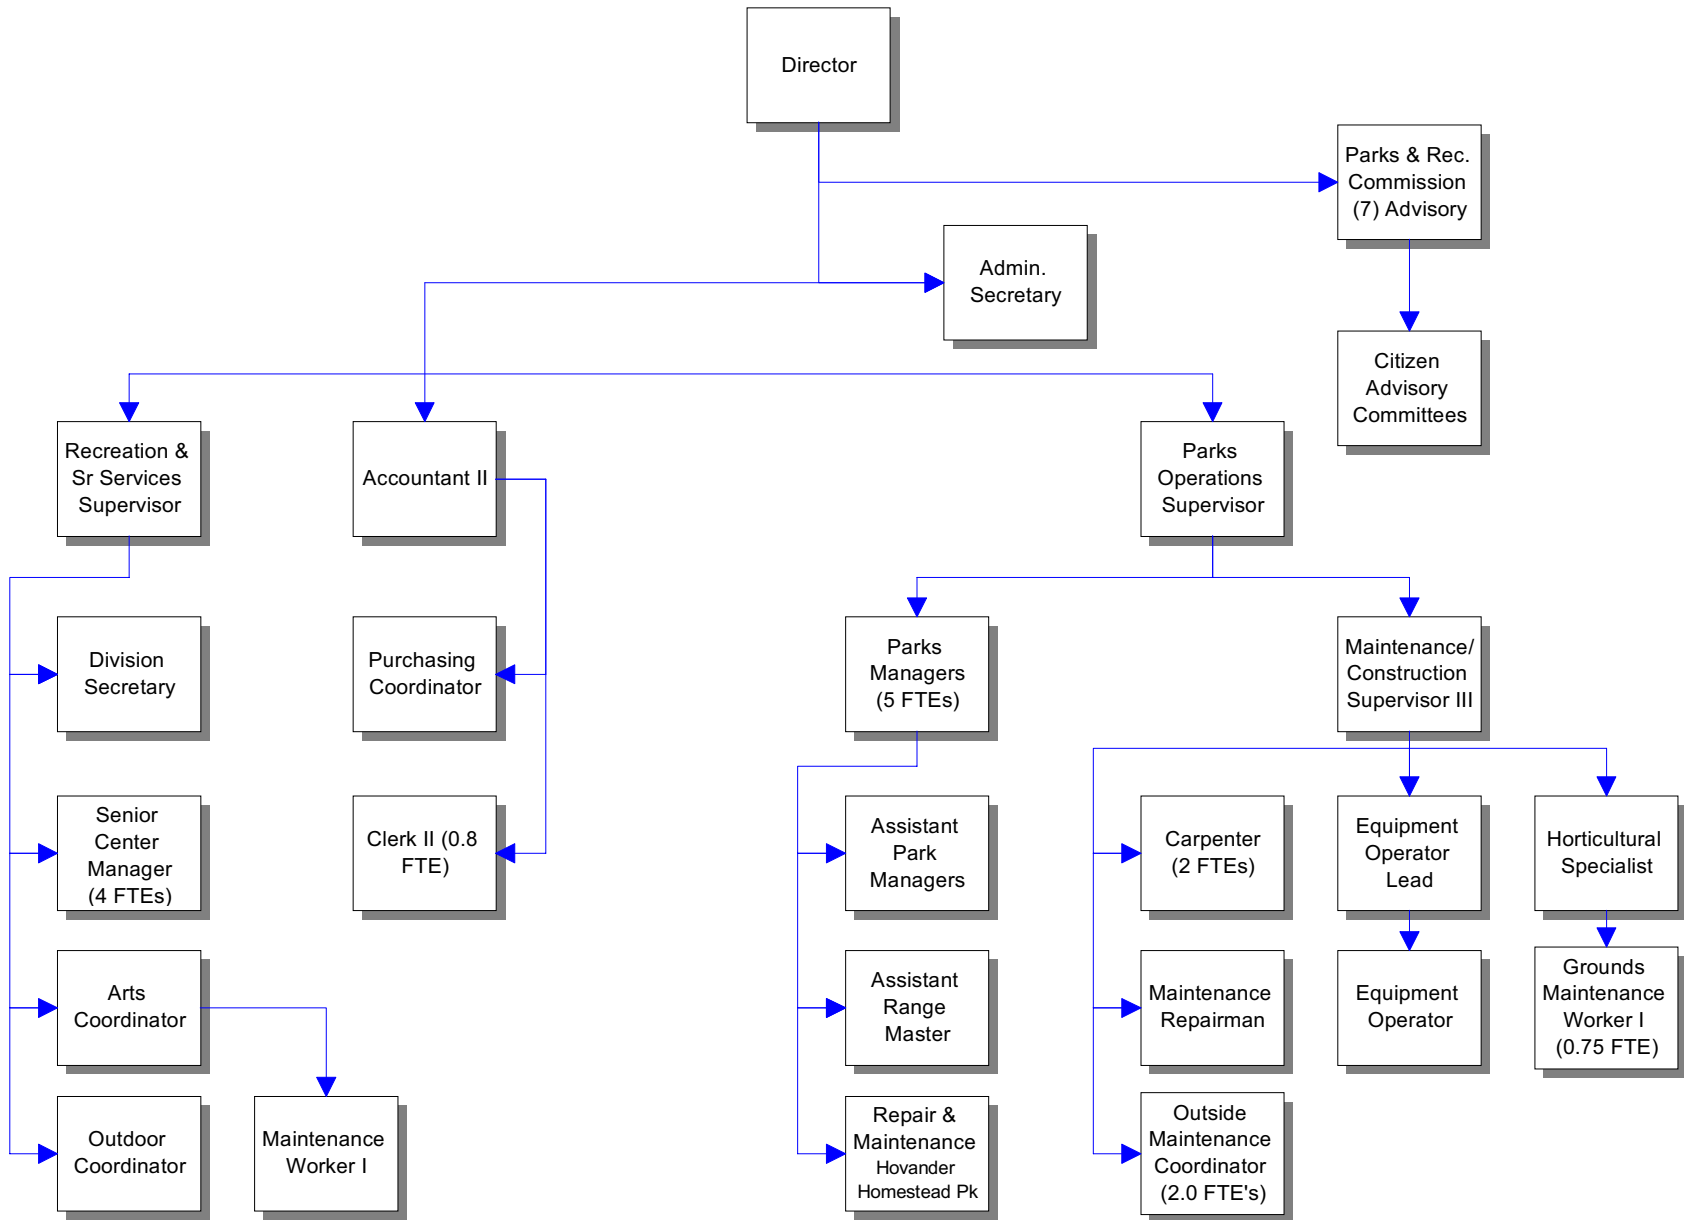 Director
Parks & Rec.
Commission
(7) Advisory
Admin.
Secretary
Citizen
Advisory
Committees
Recreation &
Sr Services
Supervisor
Accountant II
Parks
Operations
Supervisor
Division
Secretary
Purchasing
Coordinator
Parks
Managers
(5 FTEs)
Maintenance/
Construction
Supervisor III
Senior
Center
Manager
(4 FTEs)
Clerk II (0.8
FTE)
Assistant
Park
Managers
Carpenter
(2 FTEs)
Equipment
Operator
Lead
Horticultural
Specialist
Arts
Coordinator
Assistant
Range
Master
Maintenance
Repairman
Equipment
Operator
Grounds
Maintenance
Worker I
(0.75 FTE)
Outdoor
Coordinator
Maintenance
Worker I
Repair &
Maintenance
Hovander
Homestead Pk
Outside
Maintenance
Coordinator
(2.0 FTE's)